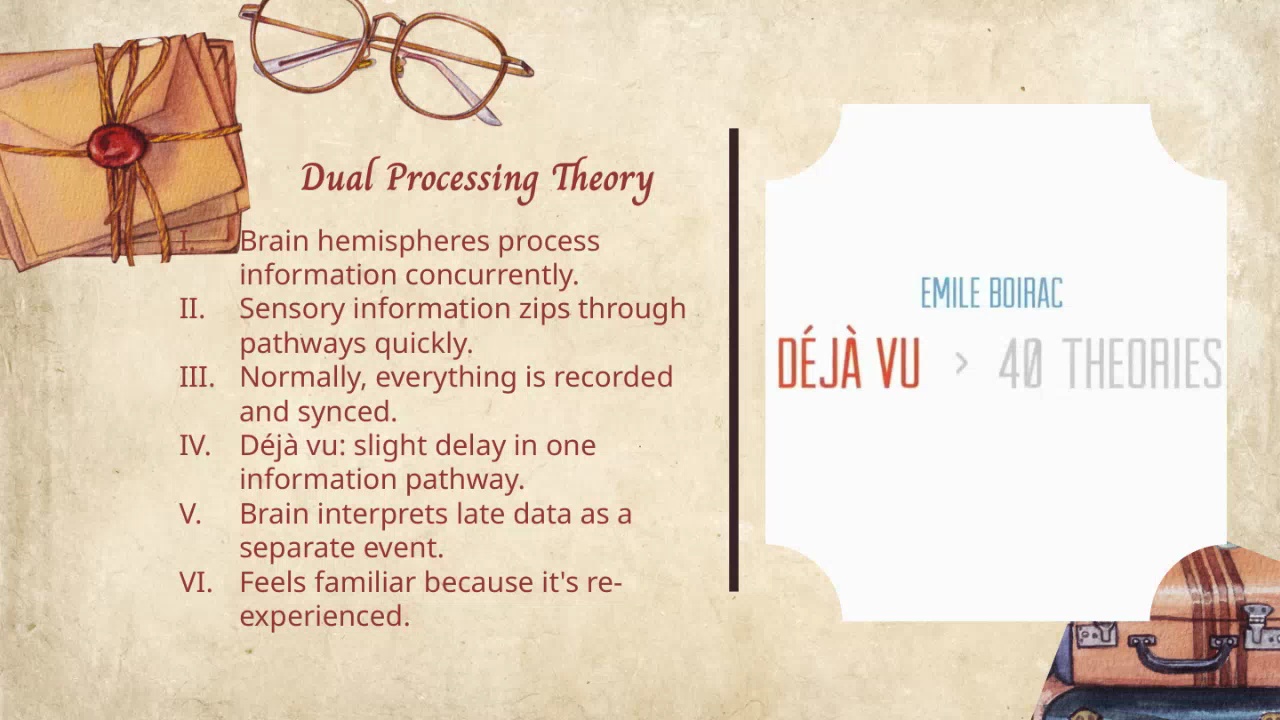 Dual Processing Theory
I. Brain hemispheres process
information concurrently.
II. Sensory information zips through
pathways quickly.
III. Normally, everything is recorded
and synced.
IV. Déjà vu: slight delay in one
information pathway.
V. Brain interprets late data as a
separate event.
VI. Feels familiar because it's re-
experienced.
EMILE BOIRAC
DÉJÀ VU > 40 THEORIES